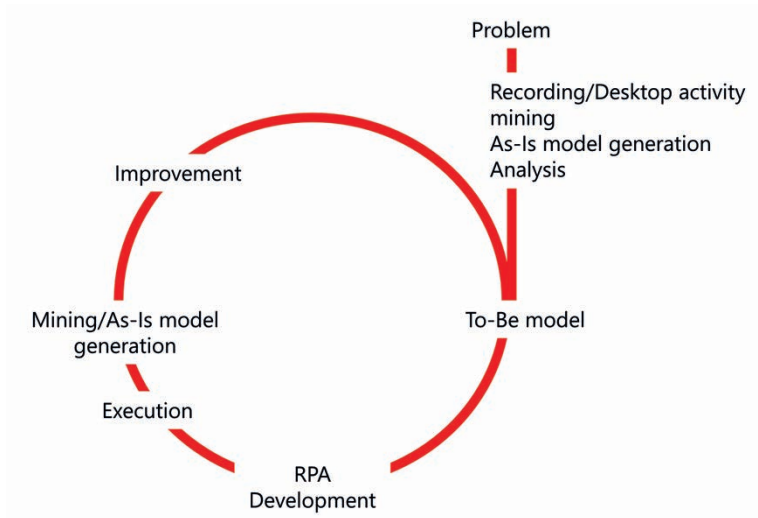 Problem
Recording/Desktop activity
mining
As-Is model generation
Analysis
Improvement
Mining/As-Is model
generation
To-Be model
Execution
RPA
Development